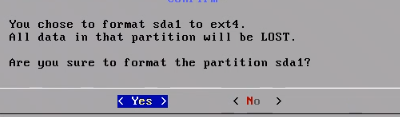 Confirm
You chose to format sda1 to ext4.
All data in that partition will be LOST.
Are you sure to format the partition sda1?
< Yes > < No >